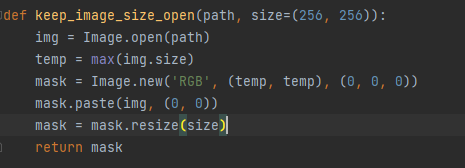 def keep_image_size_open(path, size=(256, 256)):
    img = Image.open(path)
    temp = max(img.size)
    mask = Image.new('RGB', (temp, temp), (0, 0, 0))
    mask.paste(img, (0, 0))
    mask = mask.resize(size)
    return mask